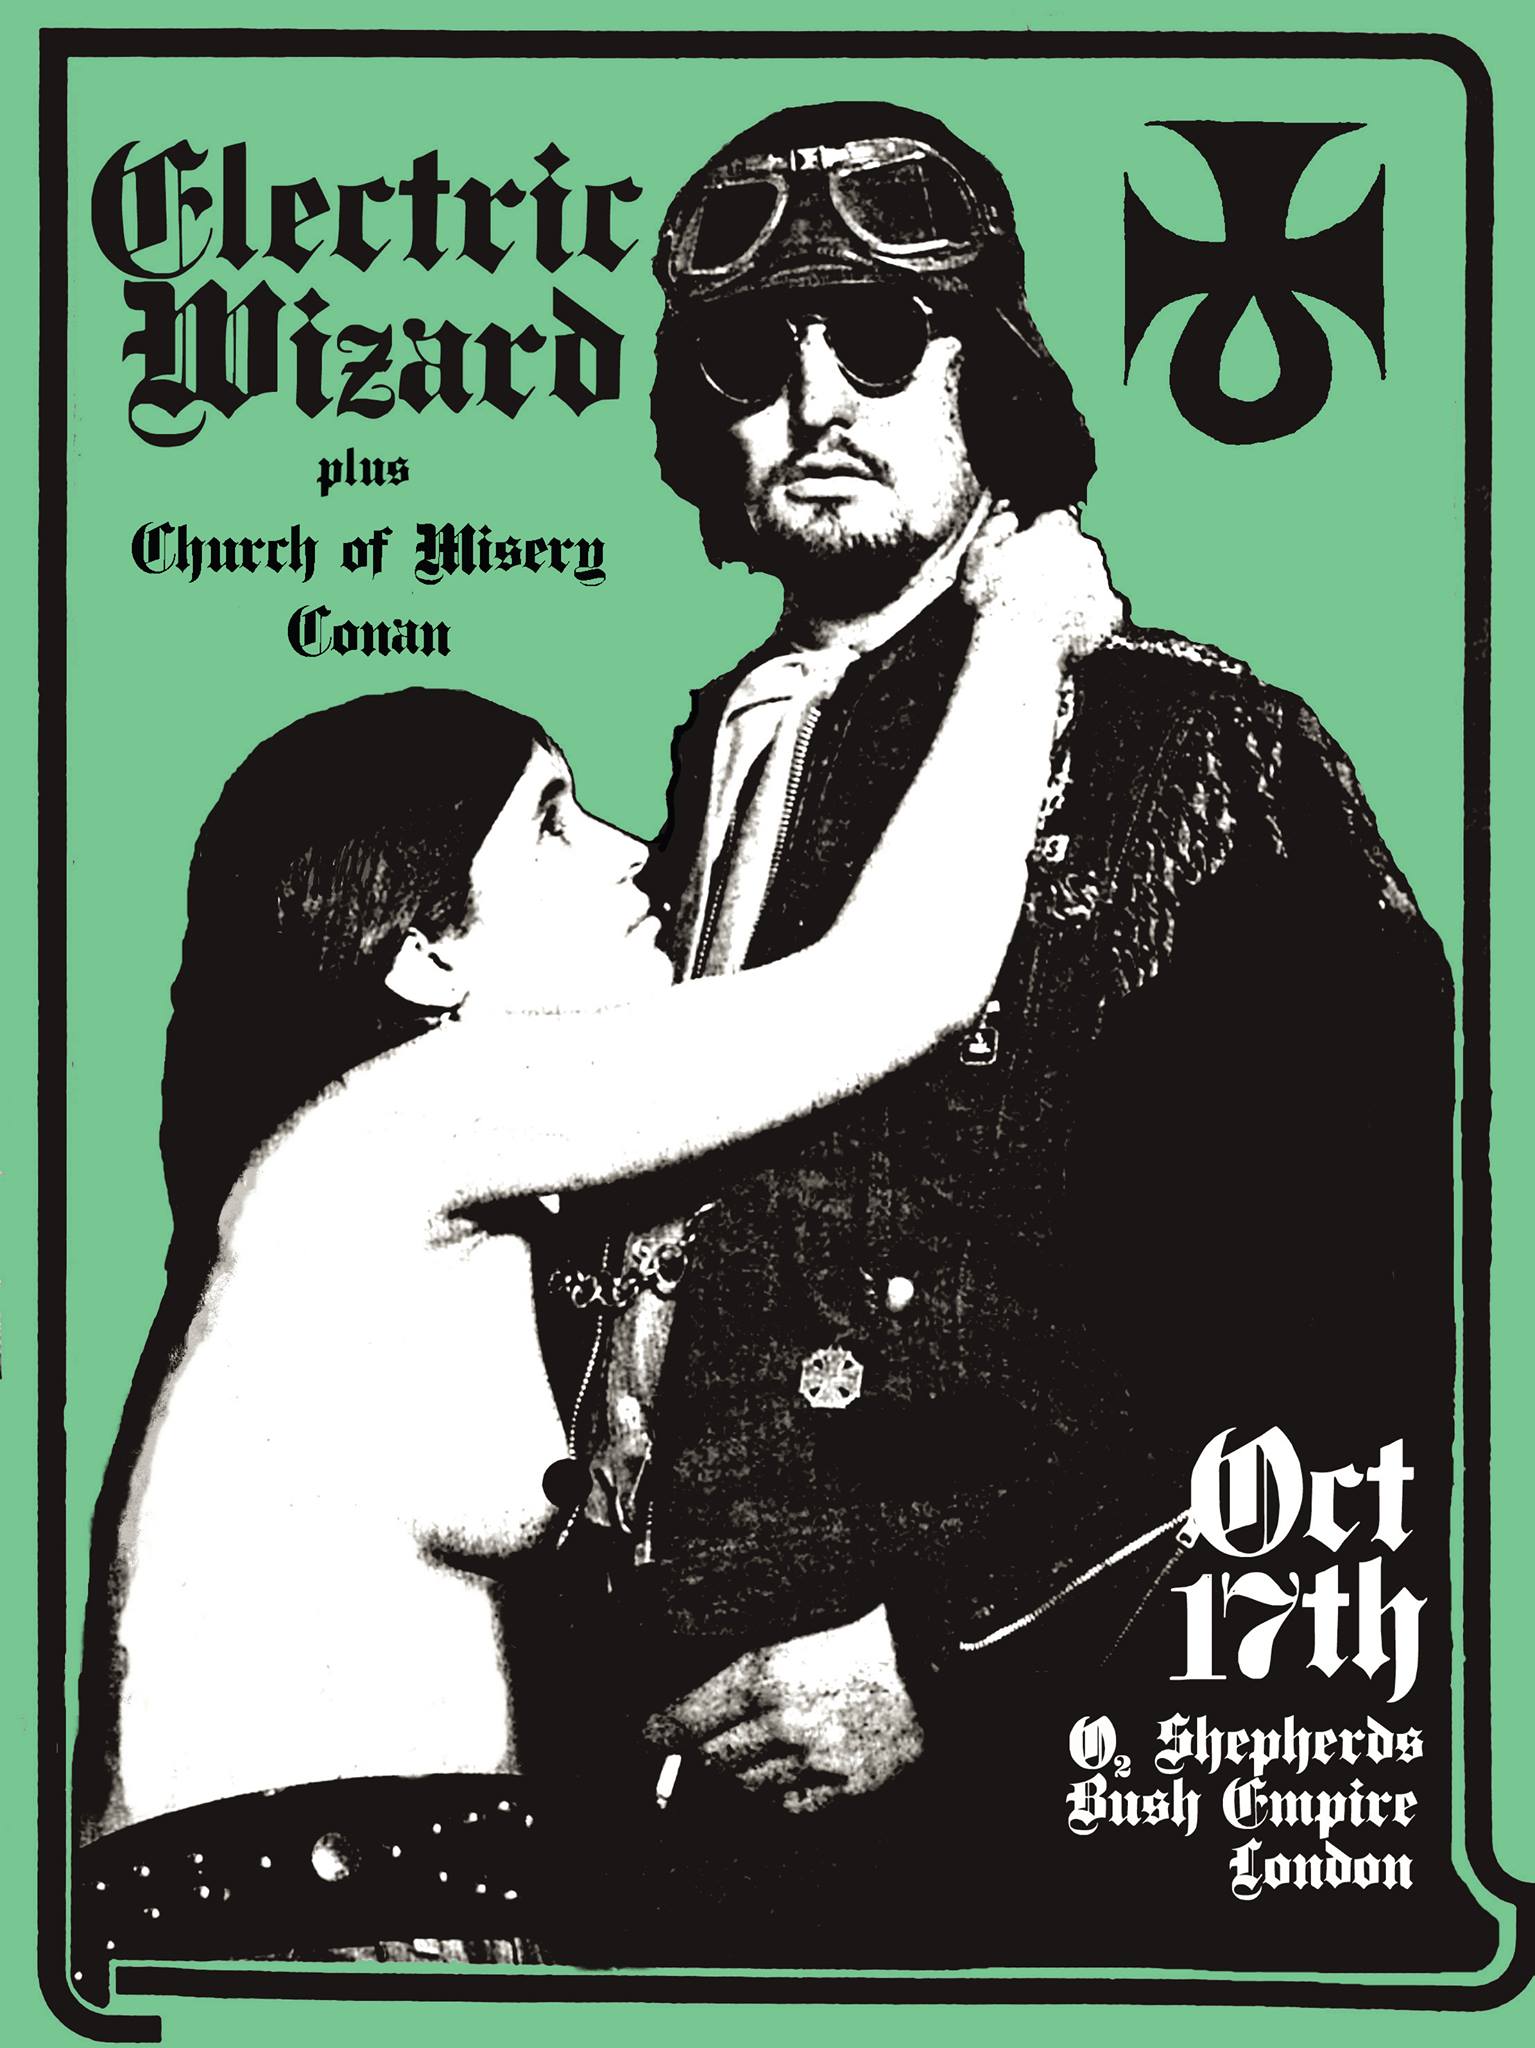 Electric
Wizard
plus
Church of Misery
Conan
Oct
17th
O₂ Shepherds
Bush Empire
London